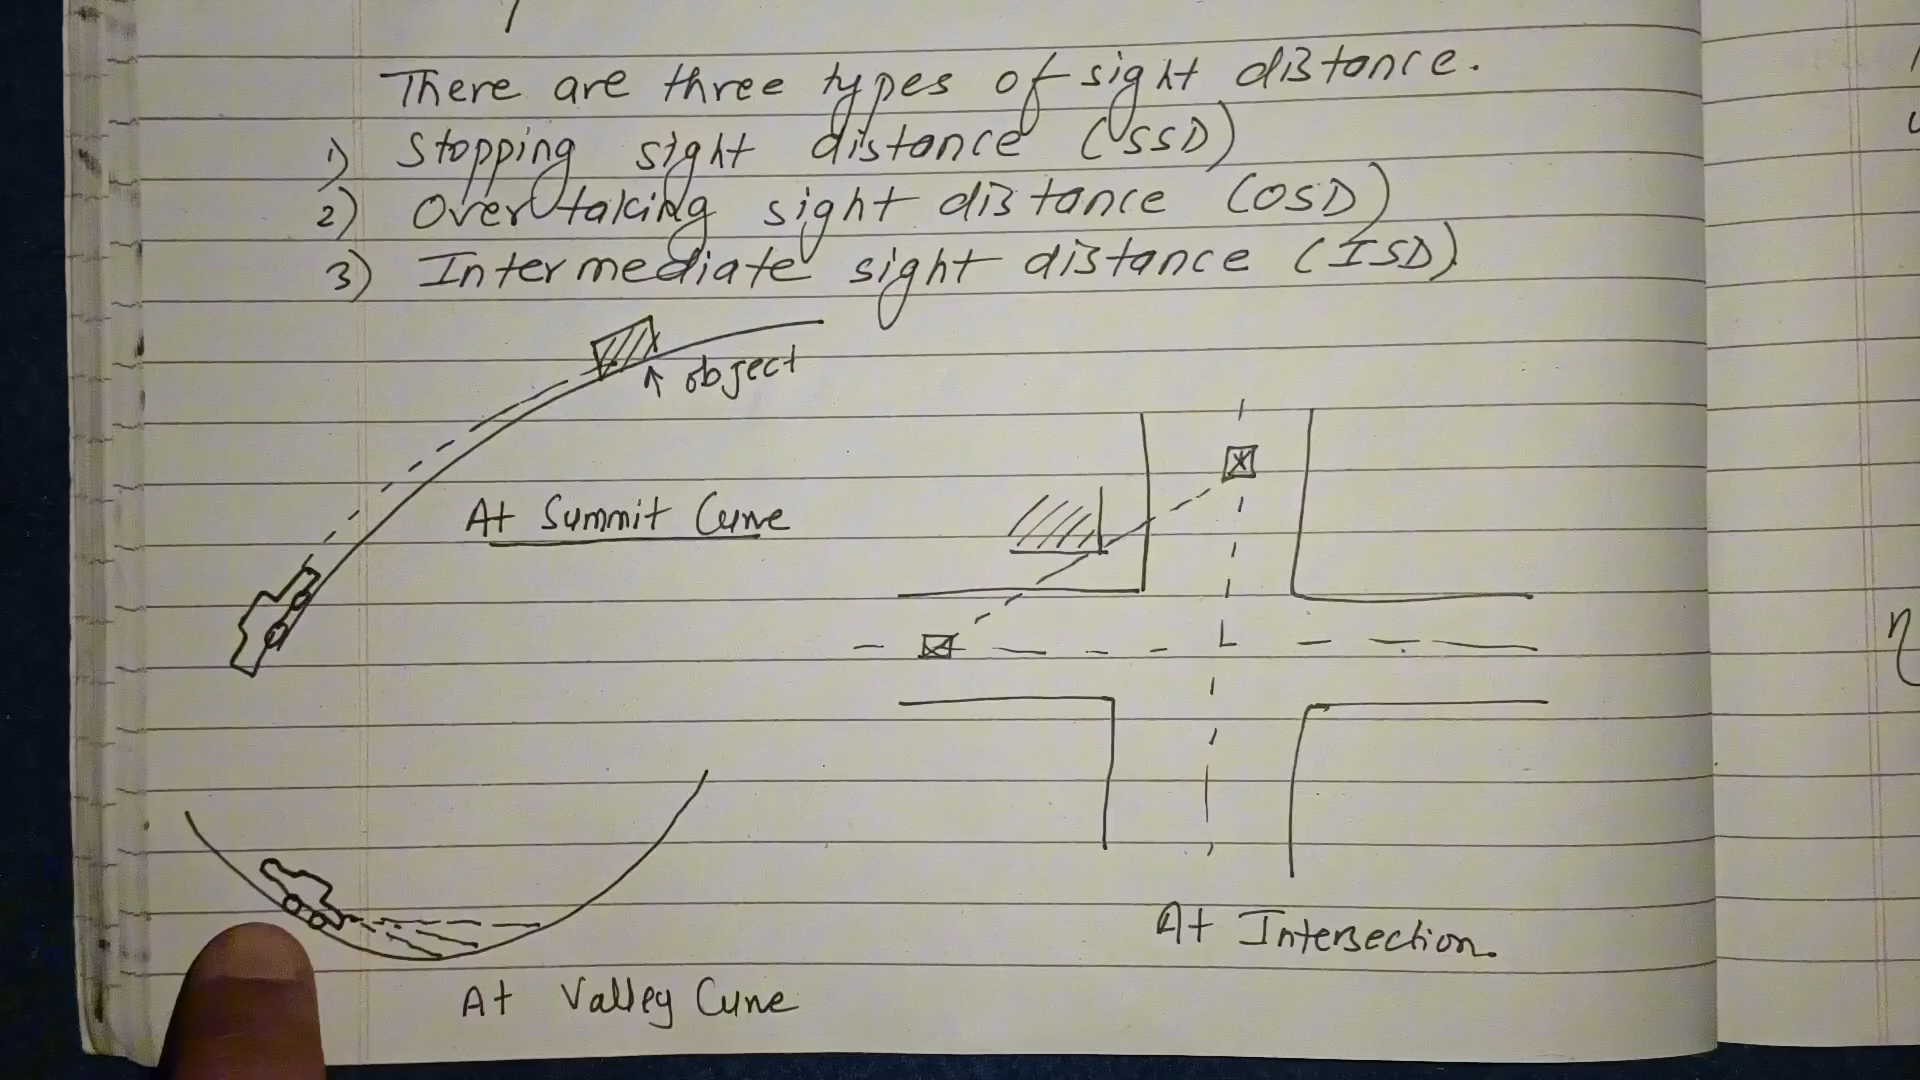 There are three types of sight distance.
1) Stopping sight distance (SSD)
2) Overtaking sight distance (OSD)
3) Intermediate sight distance (ISD)
object
At Summit Curve
At Intersection.
At Valley Curve